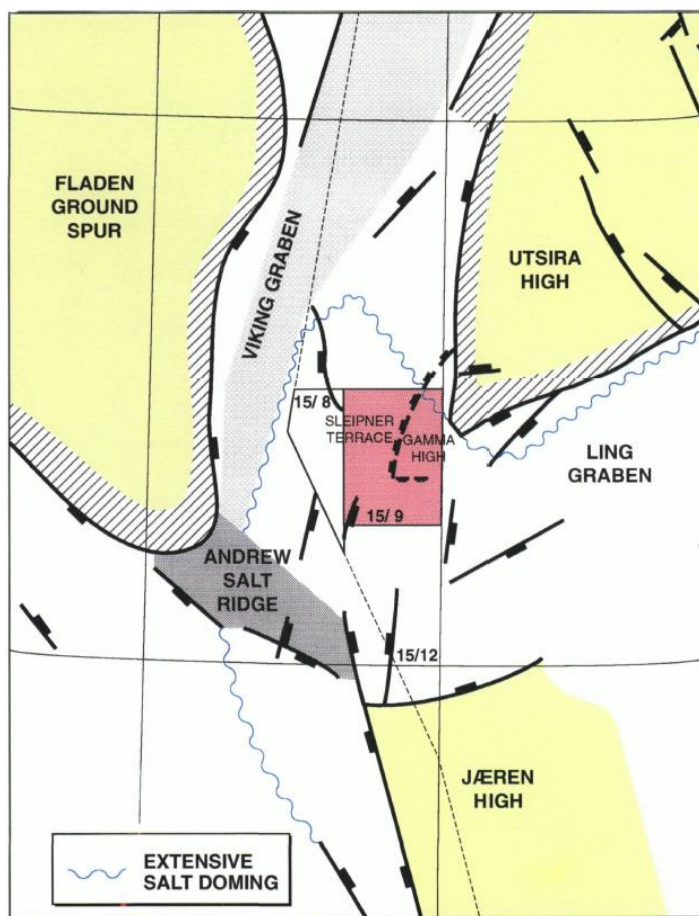 FLADEN
GROUND
SPUR
VIKING GRABEN
UTSIRA
HIGH
15/ 8
SLEIPNER
TERRACE
GAMMA
HIGH
LING
GRABEN
15/ 9
ANDREW
SALT
RIDGE
15/12
JÆREN
HIGH
EXTENSIVE
SALT DOMING